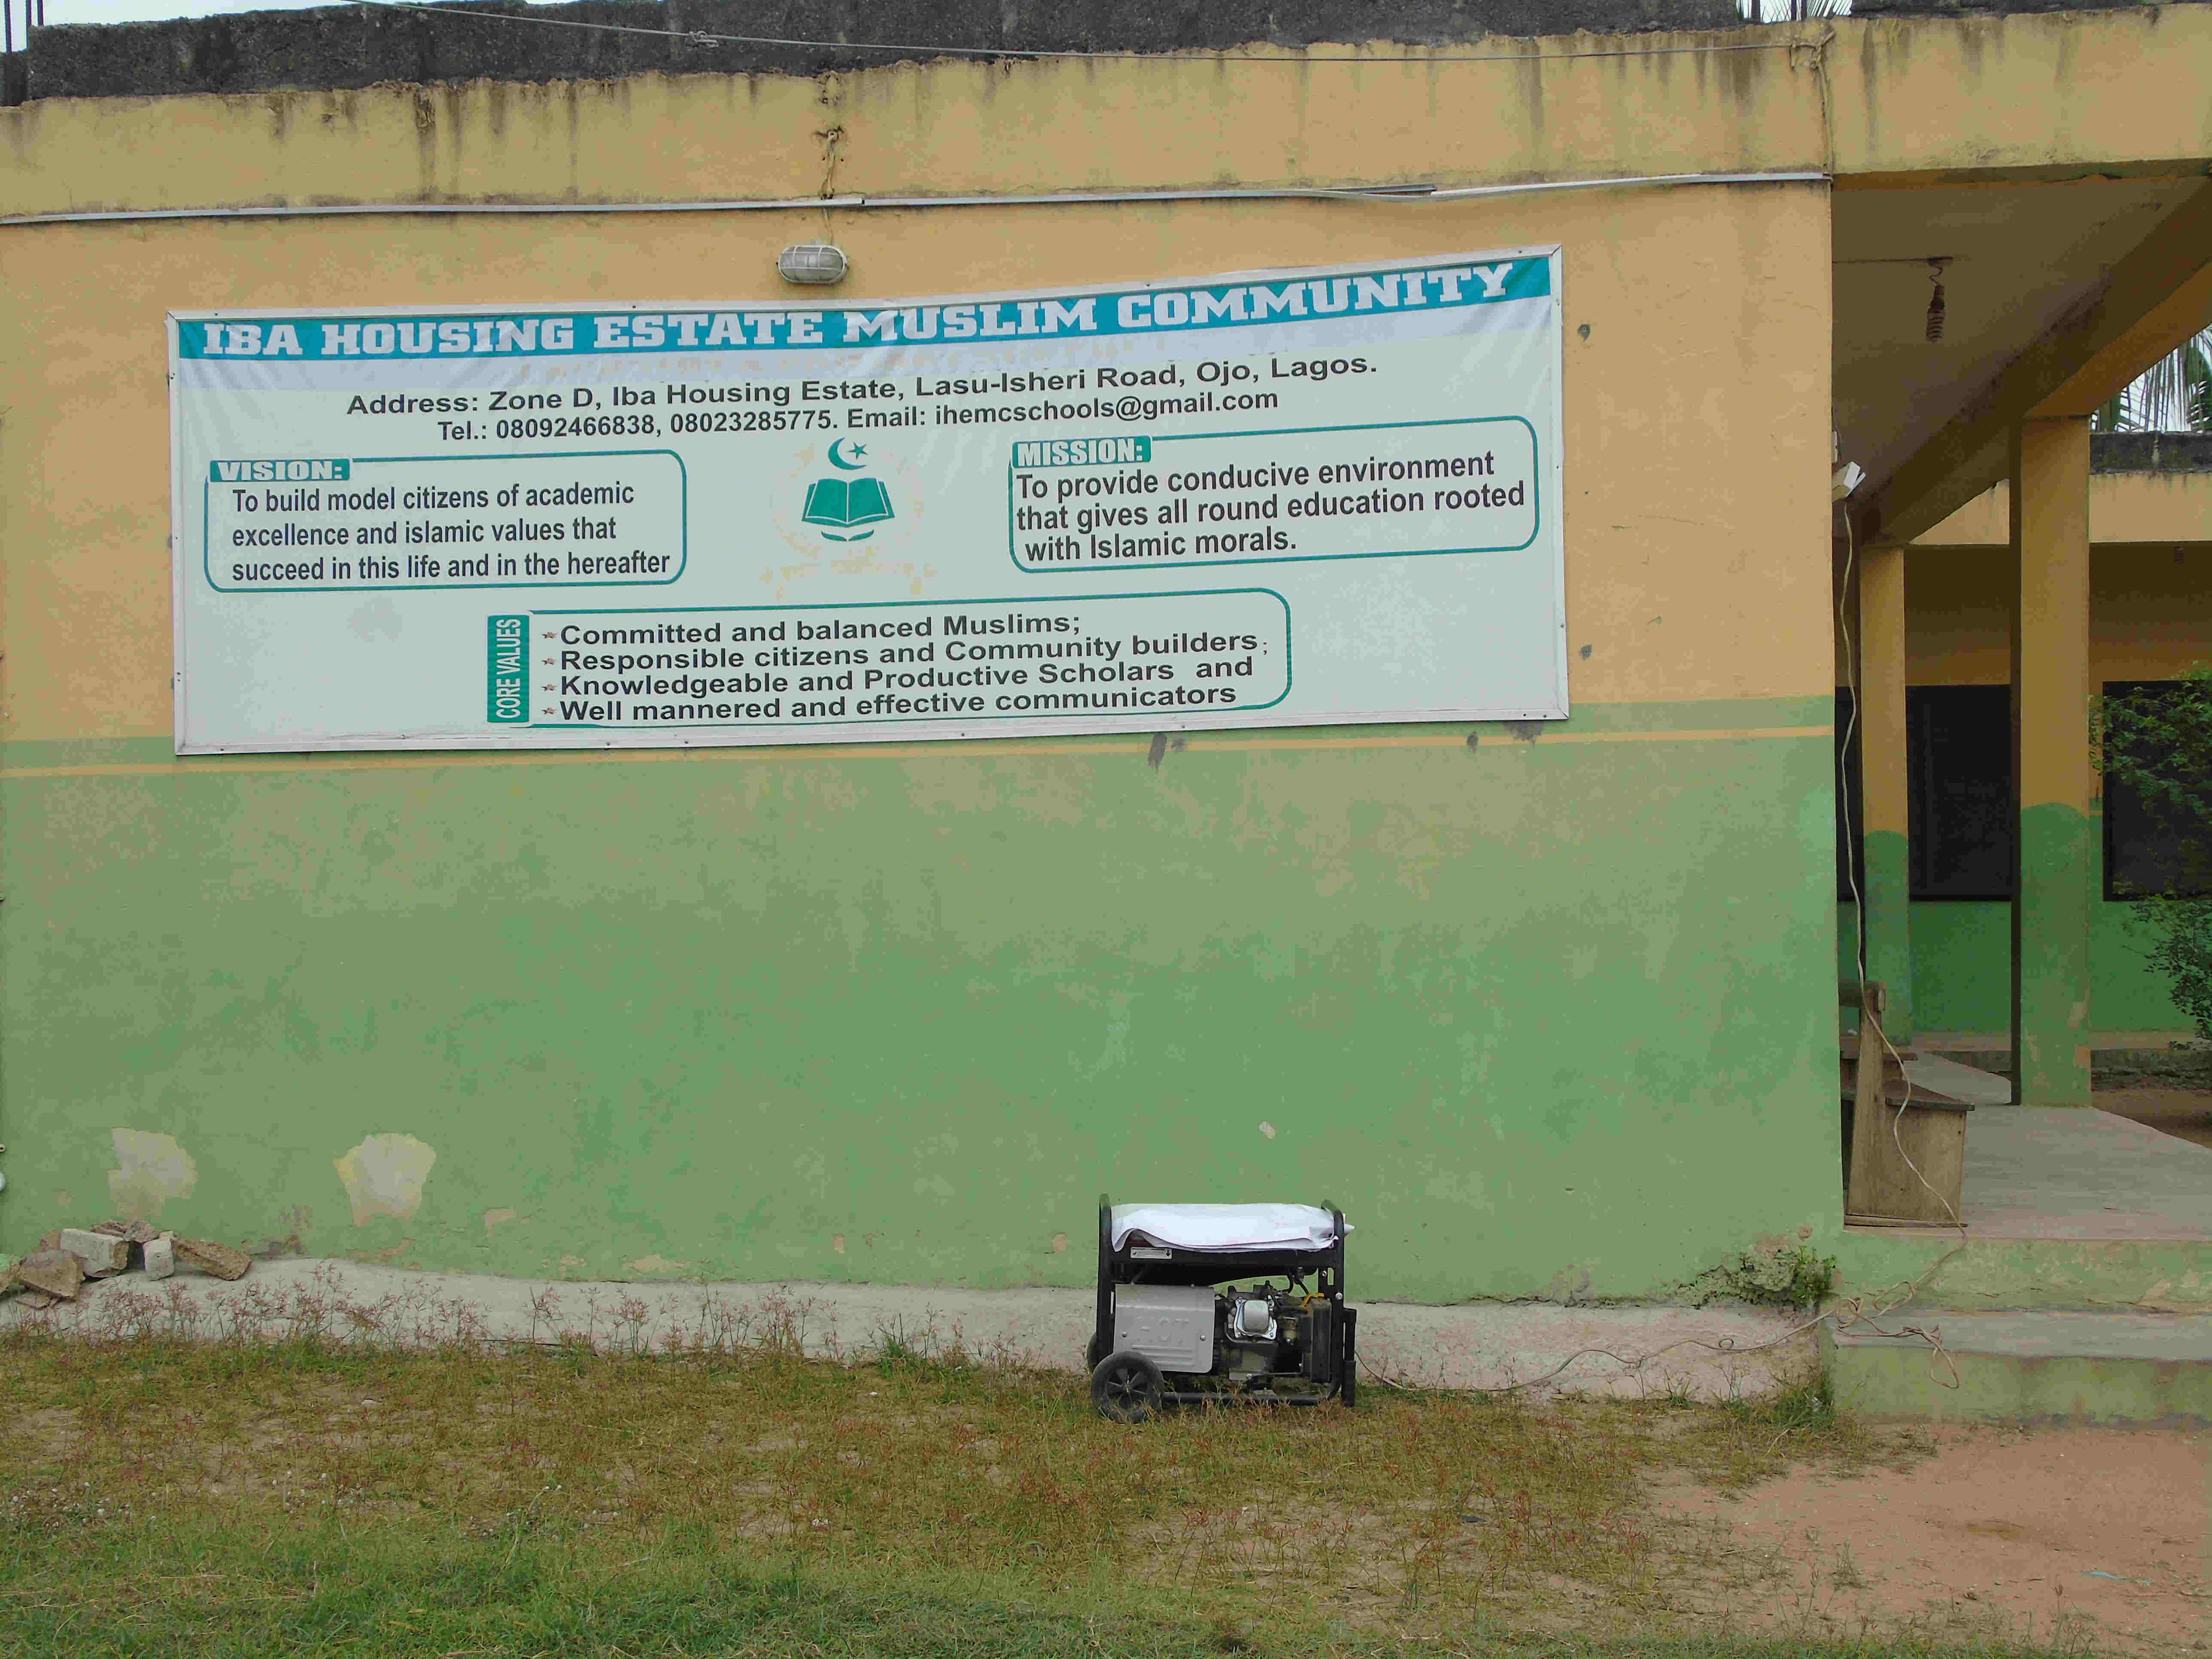 IBA HOUSING ESTATE MUSLIM COMMUNITY
Address: Zone D, Iba Housing Estate, Lasu-Isheri Road, Ojo, Lagos.
Tel.: 08092466838, 08023285775. Email: ihemcschools@gmail.com
VISION:
To build model citizens of academic
excellence and islamic values that
succeed in this life and in the hereafter
MISSION:
To provide conducive environment
that gives all round education rooted
with Islamic morals.
CORE VALUES
Committed and balanced Muslims;
Responsible citizens and Community builders;
Knowledgeable and Productive Scholars and
Well mannered and effective communicators